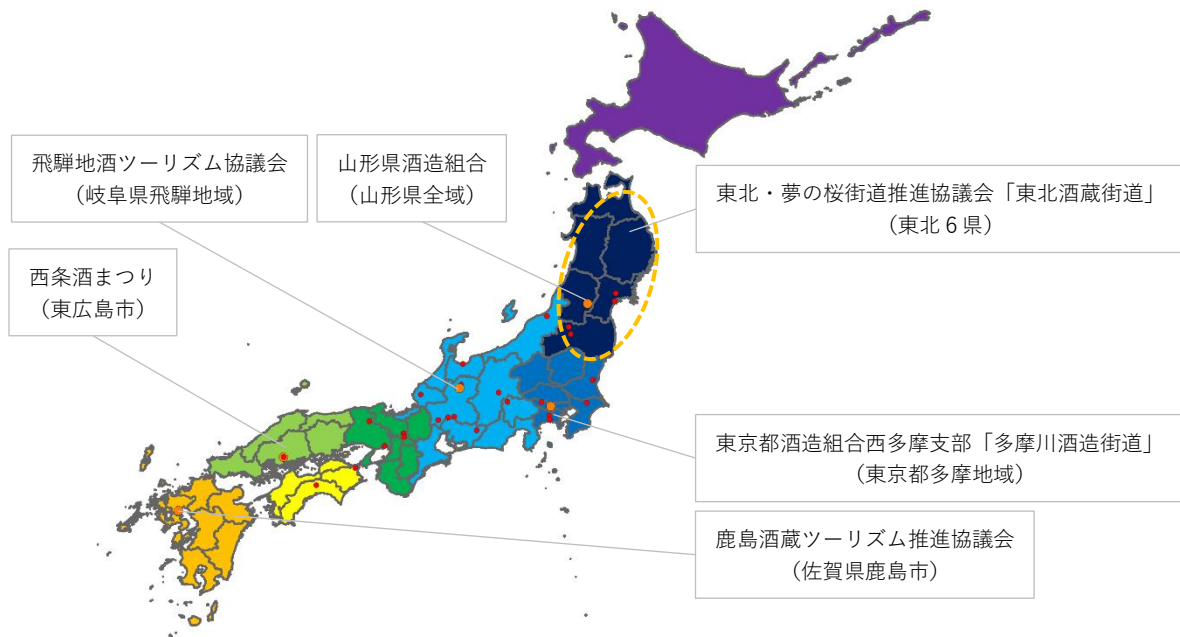 飛騨地酒ツーリズム協議会
（岐阜県飛騨地域）
山形県酒造組合
（山形県全域）
東北・夢の桜街道推進協議会「東北酒蔵街道」
（東北６県）
西条酒まつり
（東広島市）
東京都酒造組合西多摩支部「多摩川酒造街道」
（東京都多摩地域）
鹿島酒蔵ツーリズム推進協議会
（佐賀県鹿島市）